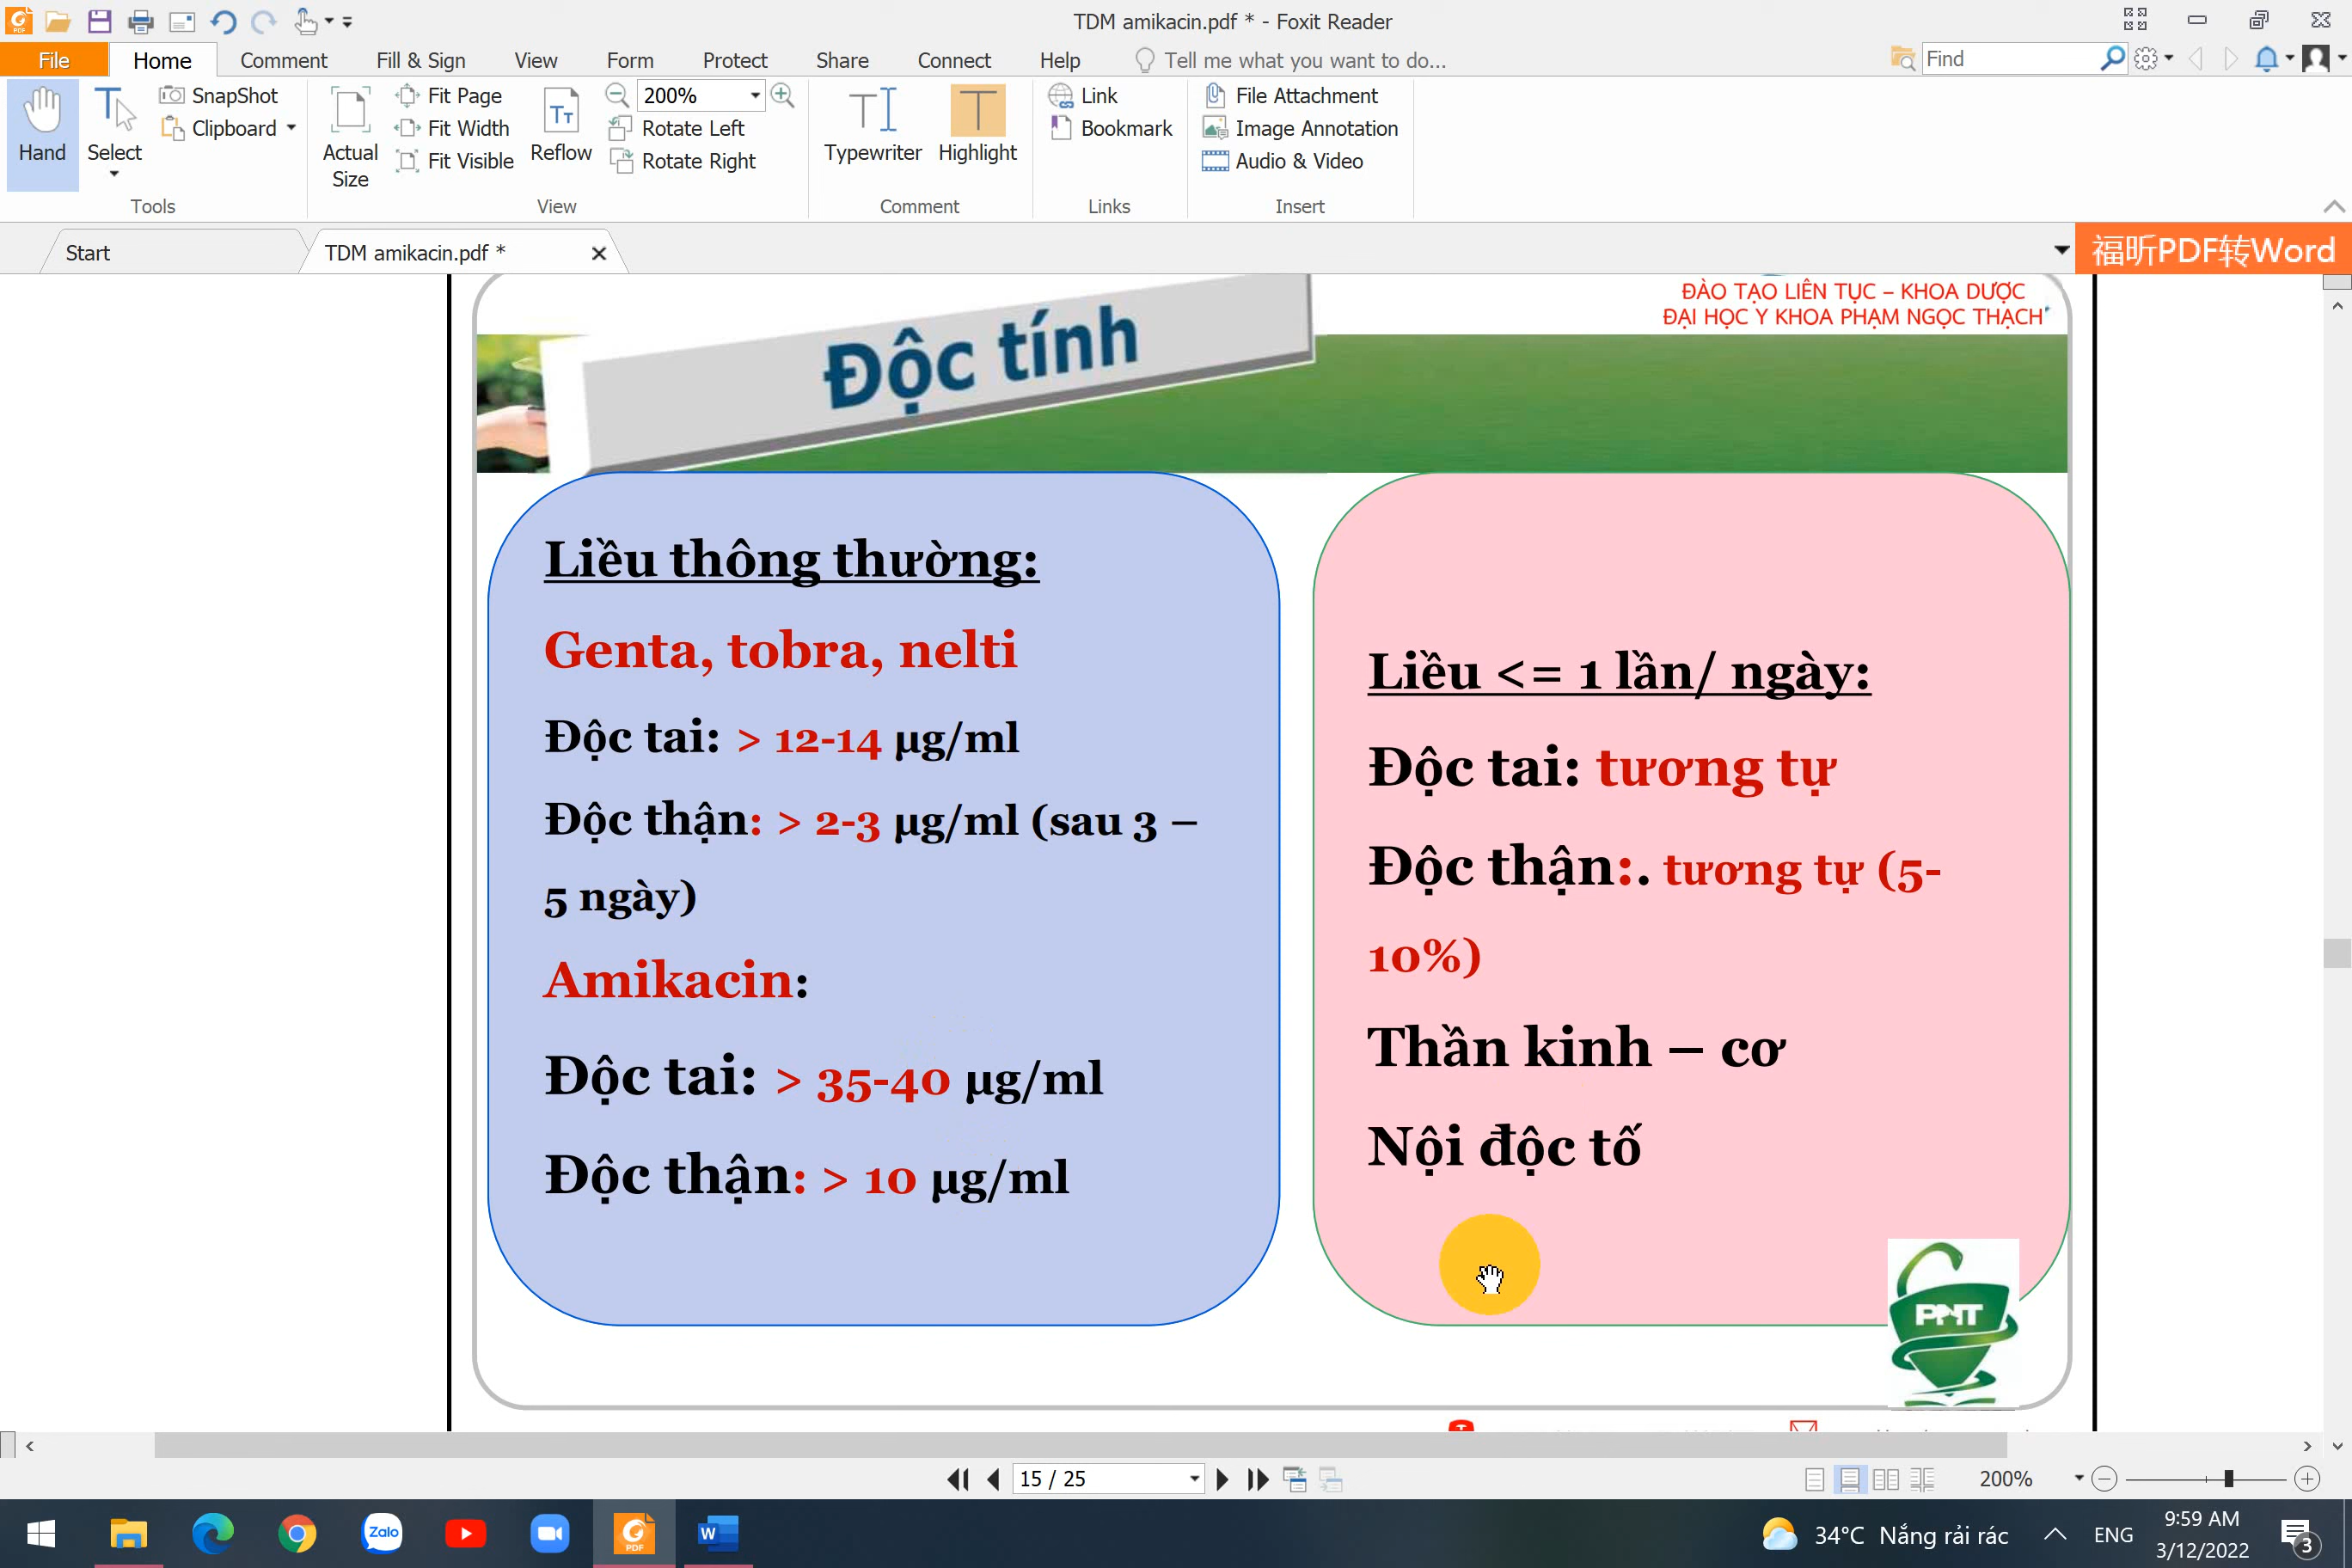 TDM amikacin.pdf * - Foxit Reader
File Home Comment Fill & Sign View Form Protect Share Connect Help Tell me what you want to do... Find
Hand
Select
SnapShot
Clipboard
Tools
Actual Size
Fit Page
Fit Width
Fit Visible
Reflow
200%
Rotate Left
Rotate Right
View
Typewriter
Highlight
Comment
Link
Bookmark
Links
File Attachment
Image Annotation
Audio & Video
Insert
Start
TDM amikacin.pdf *
福昕PDF转Word
ĐÀO TẠO LIÊN TỤC – KHOA DƯỢC
ĐẠI HỌC Y KHOA PHẠM NGỌC THẠCH
Độc tính
Liều thông thường:
Genta, tobra, nelti
Độc tai: > 12-14 µg/ml
Độc thận: > 2-3 µg/ml (sau 3 –
5 ngày)
Amikacin:
Độc tai: > 35-40 µg/ml
Độc thận: > 10 µg/ml
Liều <= 1 lần/ ngày:
Độc tai: tương tự
Độc thận:. tương tự (5-
10%)
Thần kinh – cơ
Nội độc tố
PNT
15 / 25
200%
Zalo
PDF
W
34°C Nắng rải rác
ENG
9:59 AM
3/12/2022
3